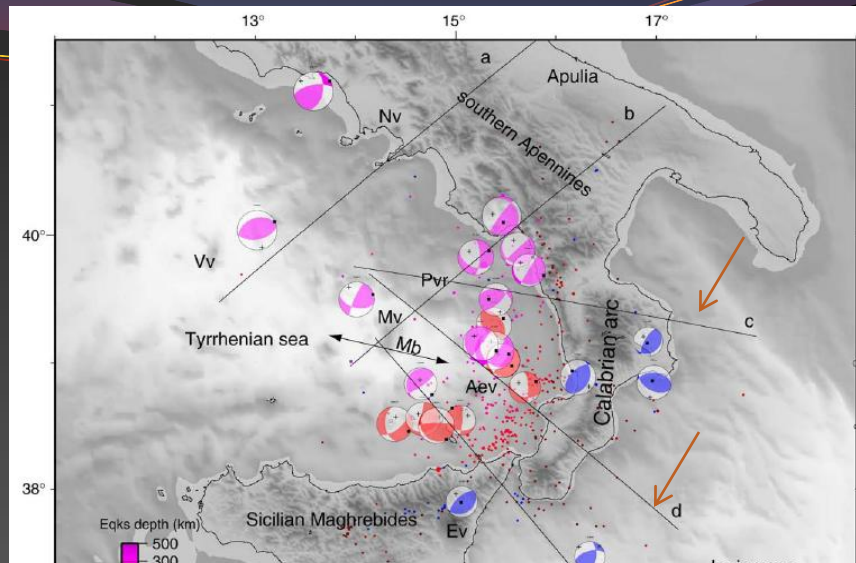 13°
15°
17°
a
Apulia
Nv
southern Apennines
b
40°
Vv
Pvr
Mv
c
Tyrrhenian sea
Mb
Calabrian arc
Aev
38°
Eqks depth (km)
Sicilian Maghrebides
Ev
d
500
300